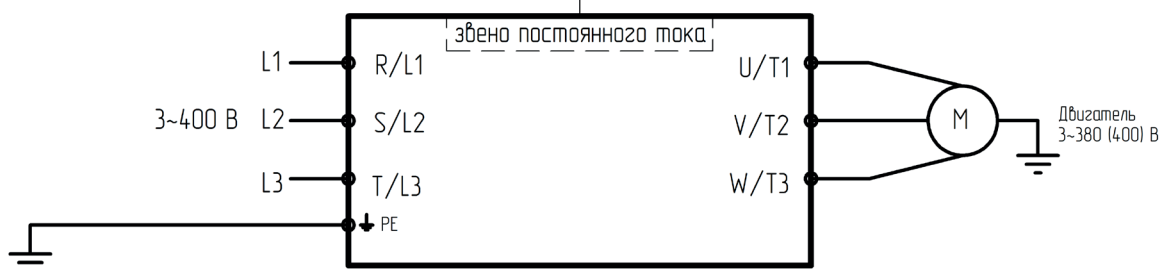 звено постоянного тока
L1 R/L1 U/T1
3~400 В L2 S/L2 V/T2 М
Двигатель
3~380 (400) В
L3 T/L3 W/T3
PE